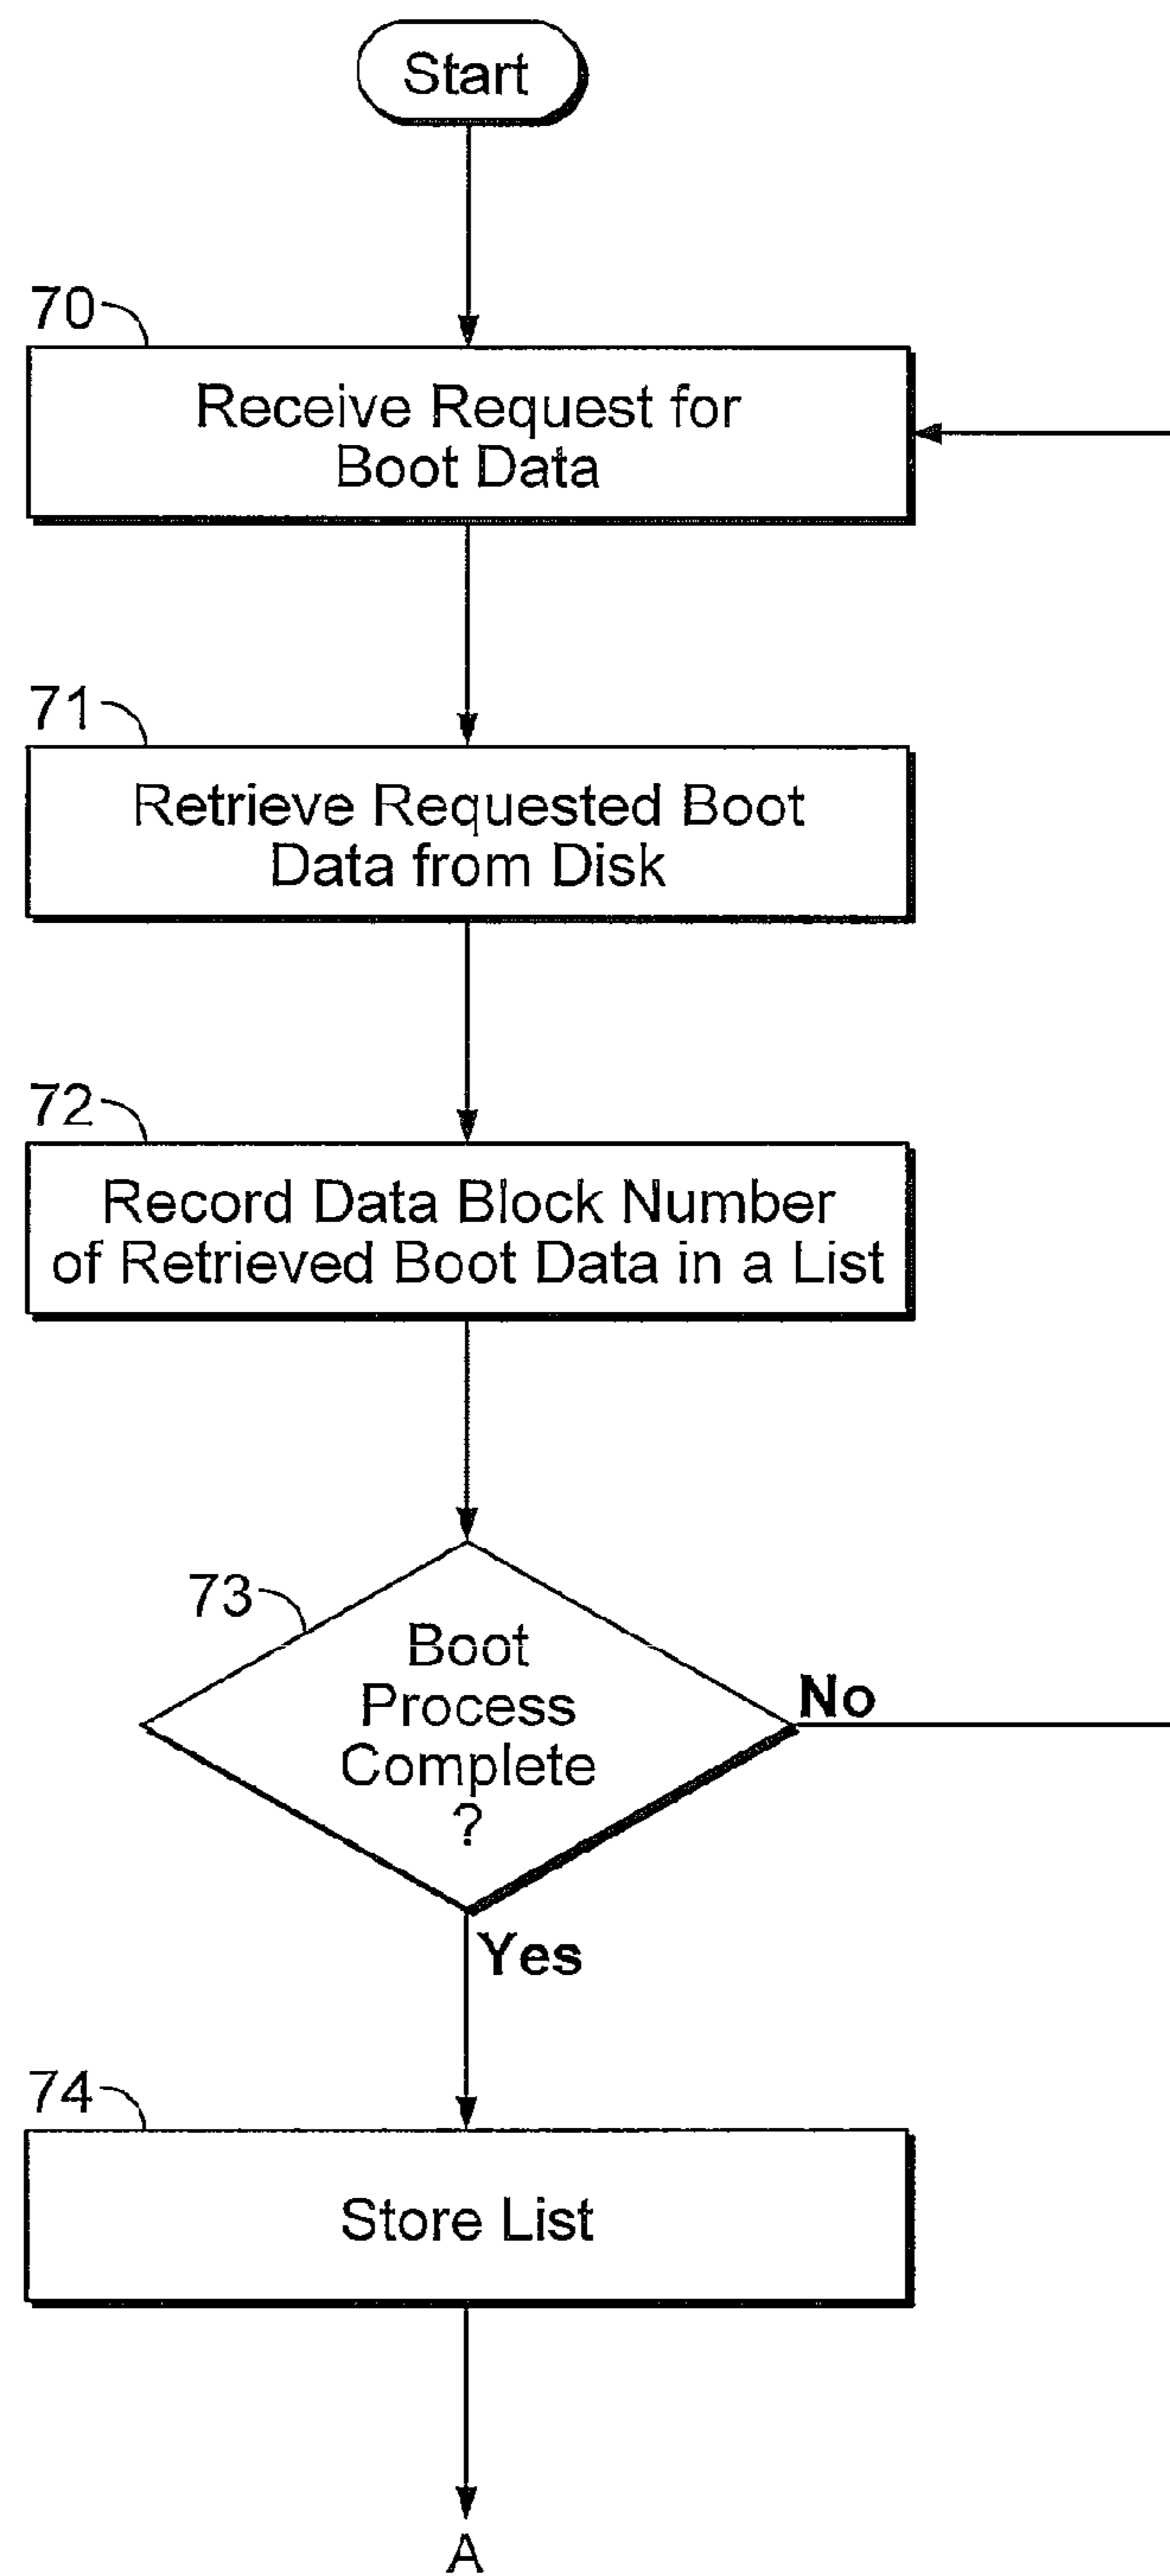 Start
70
Receive Request for
Boot Data
71
Retrieve Requested Boot
Data from Disk
72
Record Data Block Number
of Retrieved Boot Data in a List
73
Boot
Process
Complete
?
No
Yes
74
Store List
A